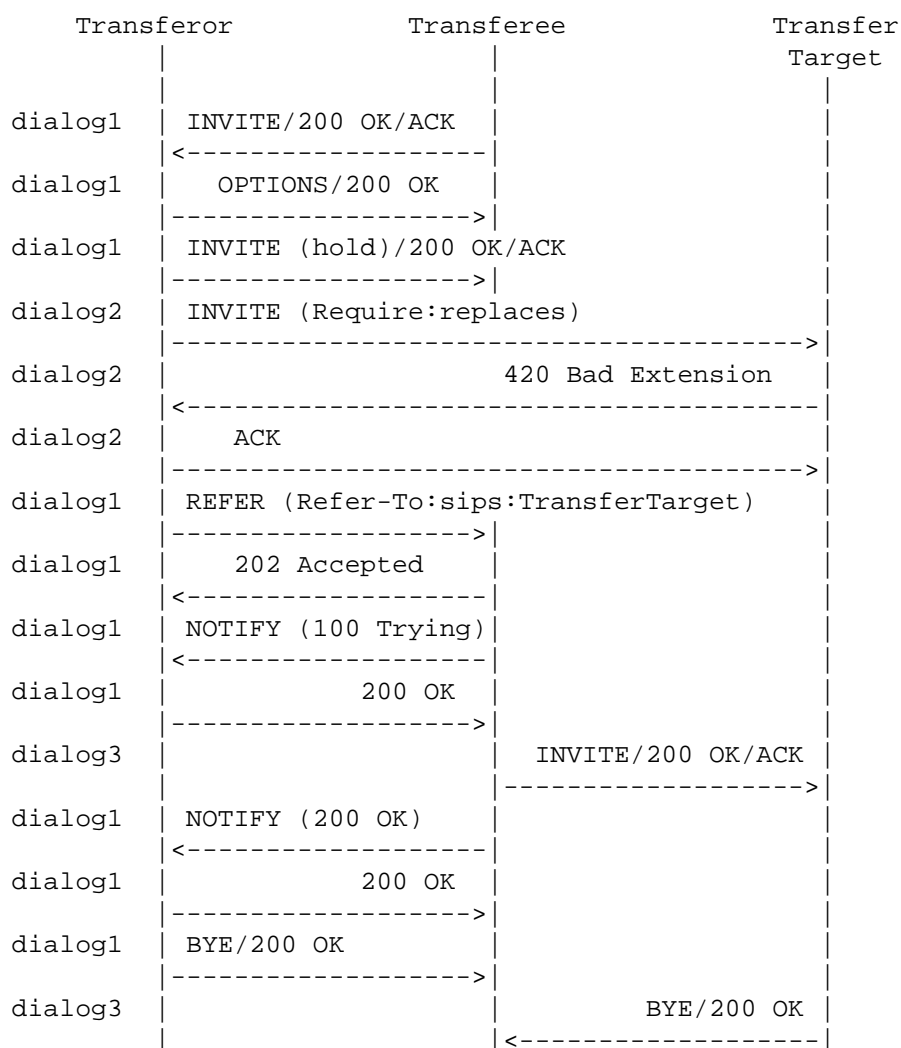 Transferor Transferee Transfer
Target
dialog1 INVITE/200 OK/ACK
dialog1 OPTIONS/200 OK
dialog1 INVITE (hold)/200 OK/ACK
dialog2 INVITE (Require:replaces)
dialog2 420 Bad Extension
dialog2 ACK
dialog1 REFER (Refer-To:sips:TransferTarget)
dialog1 202 Accepted
dialog1 NOTIFY (100 Trying)
dialog1 200 OK
dialog3 INVITE/200 OK/ACK
dialog1 NOTIFY (200 OK)
dialog1 200 OK
dialog1 BYE/200 OK
dialog3 BYE/200 OK